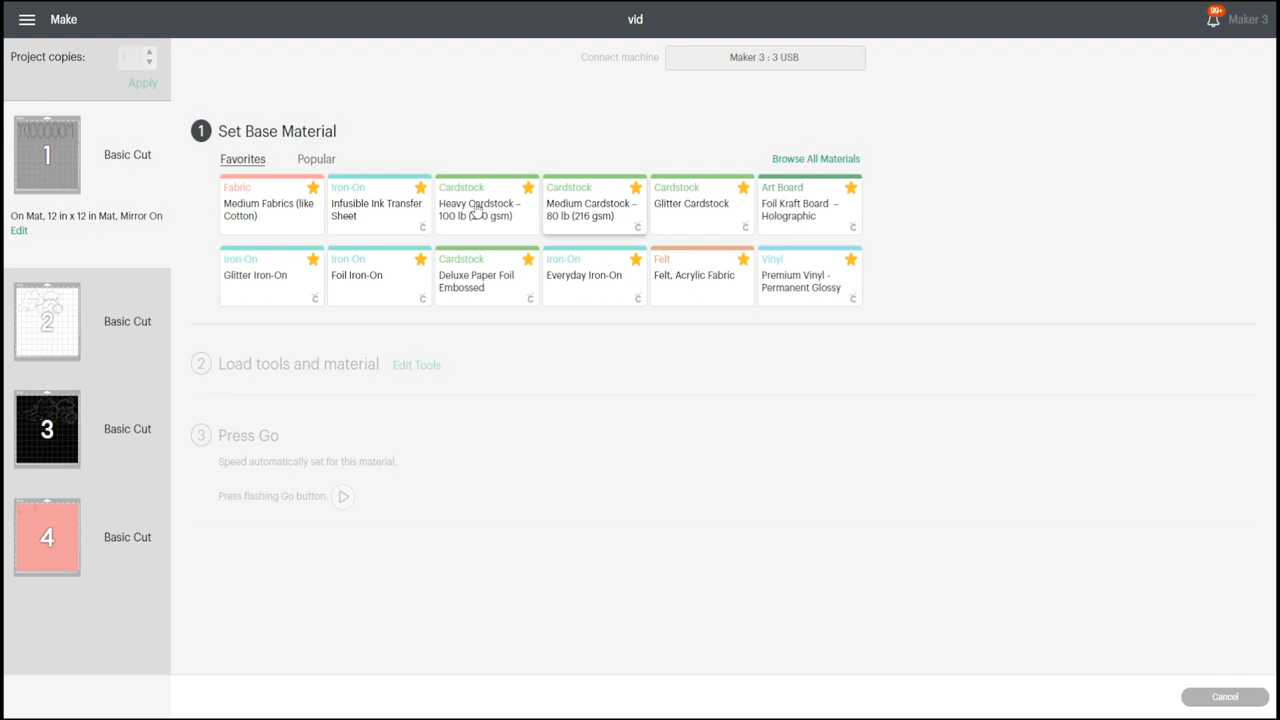 Make
vid
99+
Maker 3
Project copies:
1
Apply
Connect machine
Maker 3 : 3 USB
1
Basic Cut
On Mat, 12 in x 12 in Mat, Mirror On
Edit
2
Basic Cut
3
Basic Cut
4
Basic Cut
1 Set Base Material
Favorites
Popular
Browse All Materials
Fabric
Medium Fabrics (like
Cotton)
Iron-On
Infusible Ink Transfer
Sheet
Cardstock
Heavy Cardstock –
100 lb ( 0 gsm)
Cardstock
Medium Cardstock –
80 lb (216 gsm)
Cardstock
Glitter Cardstock
Art Board
Foil Kraft Board –
Holographic
Iron-On
Glitter Iron-On
Iron-On
Foil Iron-On
Cardstock
Deluxe Paper Foil
Embossed
Iron-On
Everyday Iron-On
Felt
Felt, Acrylic Fabric
Vinyl
Premium Vinyl -
Permanent Glossy
2 Load tools and material
Edit Tools
3 Press Go
Speed automatically set for this material.
Press flashing Go button.
Cancel